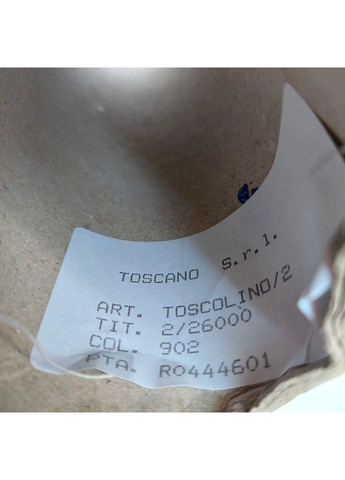 TOSCANO s.r.l.
ART. TOSCOLINO/2
TIT. 2/26000
COL. 902
PTA. R0444601